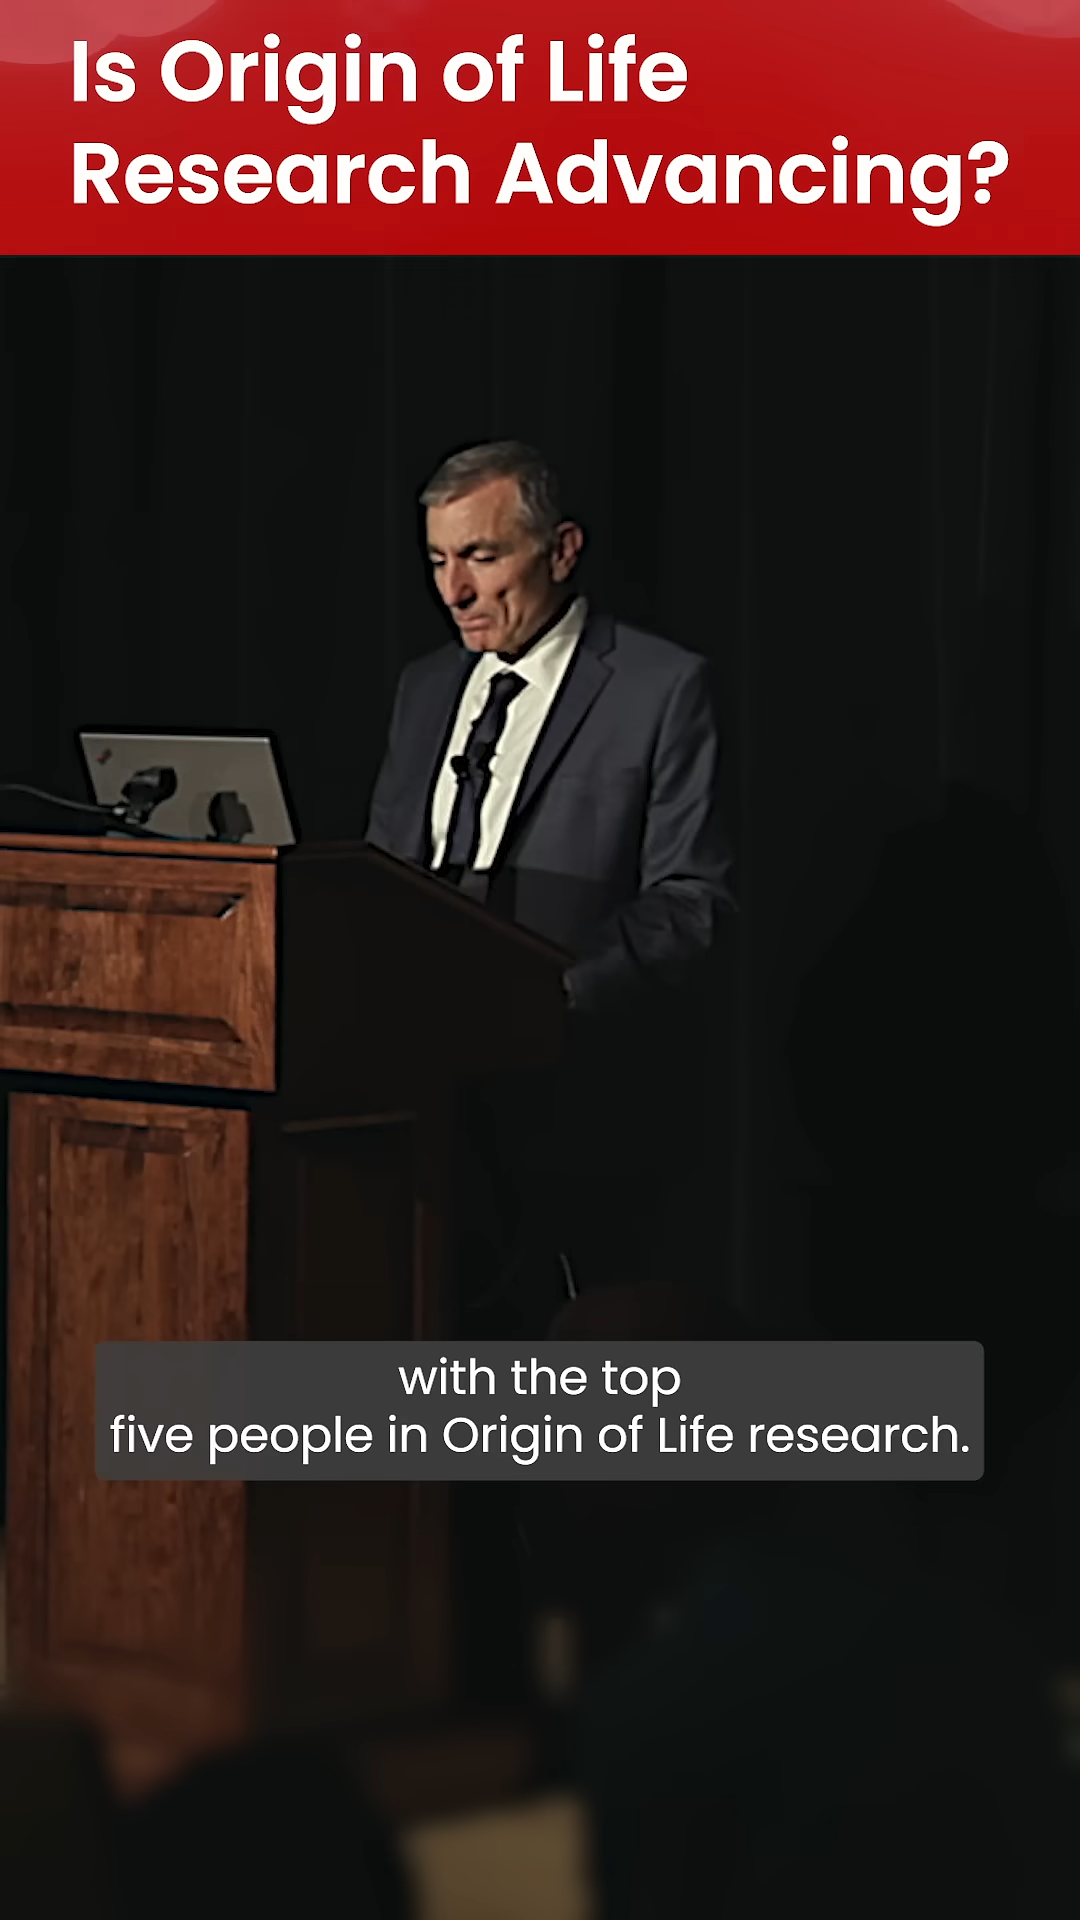 Is Origin of Life
Research Advancing?
with the top
five people in Origin of Life research.